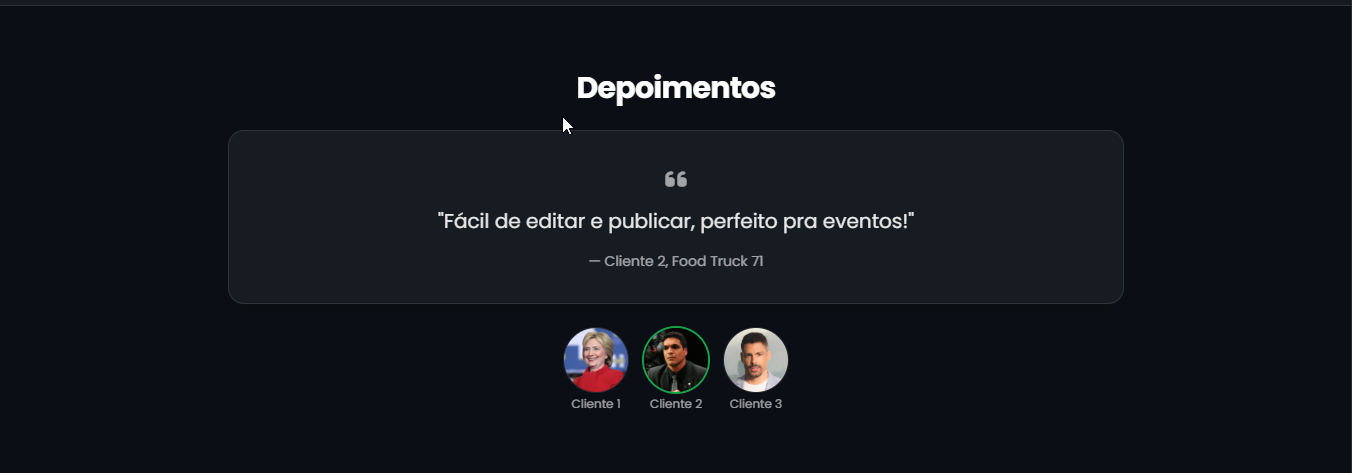 Depoimentos
"Fácil de editar e publicar, perfeito pra eventos!"
— Cliente 2, Food Truck 71
Cliente 1
Cliente 2
Cliente 3